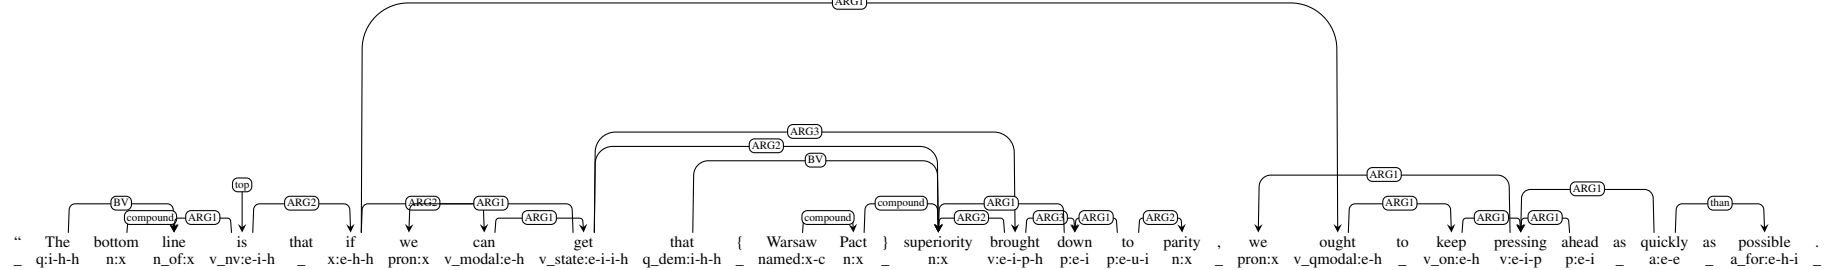 ARG1
ARG3
ARG2
BV
ARG1
top
ARG1
BV ARG2 ARG2 ARG1 compound ARG1 ARG1 than
compound ARG1 ARG1 compound ARG2 ARG3 ARG1 ARG2 ARG1 ARG1
“ The bottom line is that if we can get that { Warsaw Pact } superiority brought down to parity , we ought to keep pressing ahead as quickly as possible .
_ q:i-h-h n:x n_of:x v_nv:e-i-h _ x:e-h-h pron:x v_modal:e-h v_state:e-i-i-h q_dem:i-h-h _ named:x-c n:x _ n:x v:e-i-p-h p:e-i p:e-u-i n:x _ pron:x v_qmodal:e-h _ v_on:e-h v:e-i-p p:e-i _ a:e-e _ a_for:e-h-i _